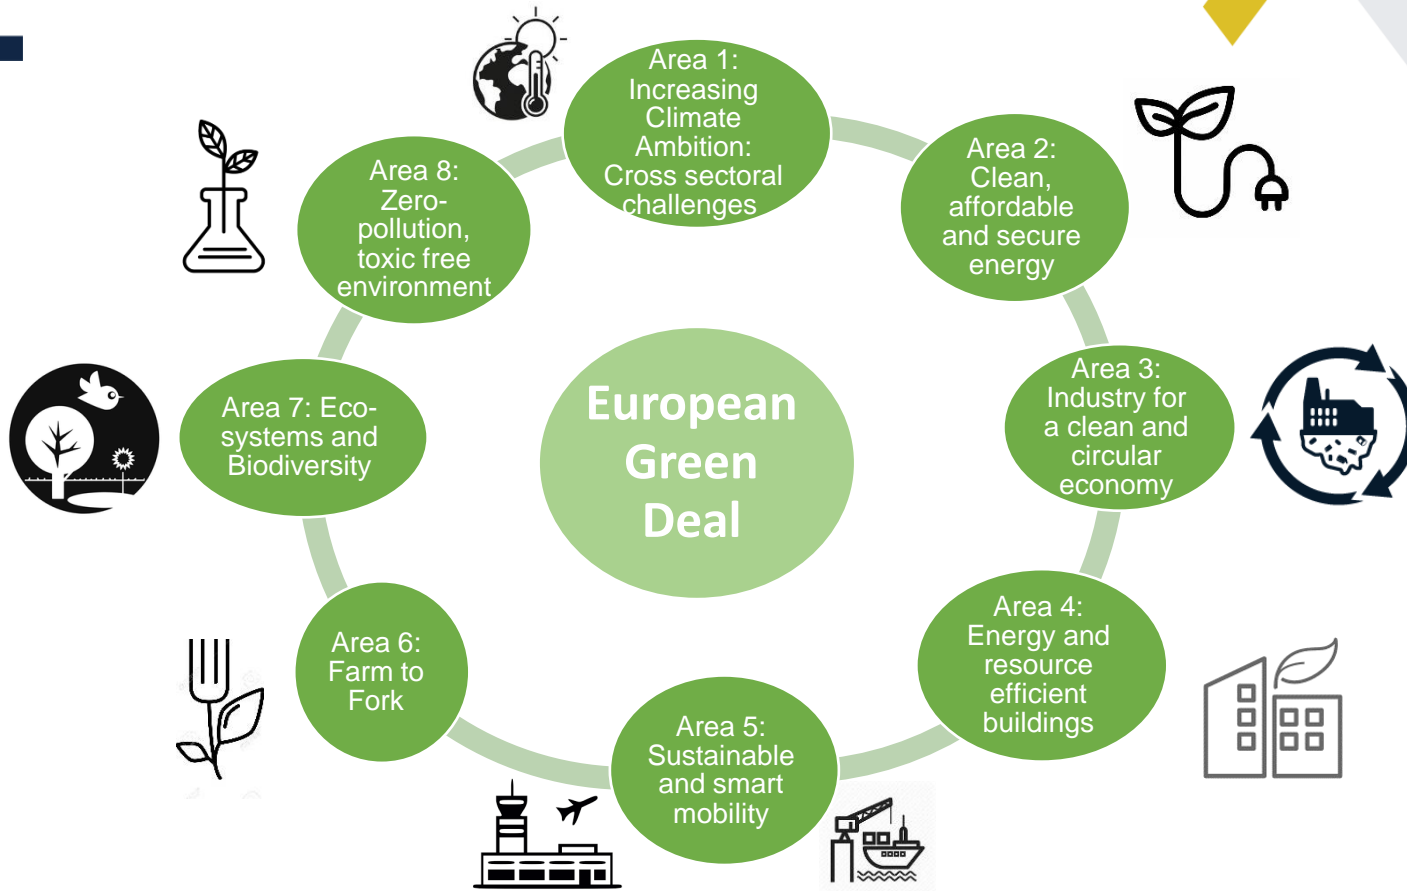 Area 1:
Increasing
Climate
Ambition:
Cross sectoral
challenges
Area 2:
Clean,
affordable
and secure
energy
Area 3:
Industry for
a clean and
circular
economy
Area 4:
Energy and
resource
efficient
buildings
Area 5:
Sustainable
and smart
mobility
Area 6:
Farm to
Fork
Area 7: Eco-
systems and
Biodiversity
Area 8:
Zero-
pollution,
toxic free
environment
European
Green
Deal